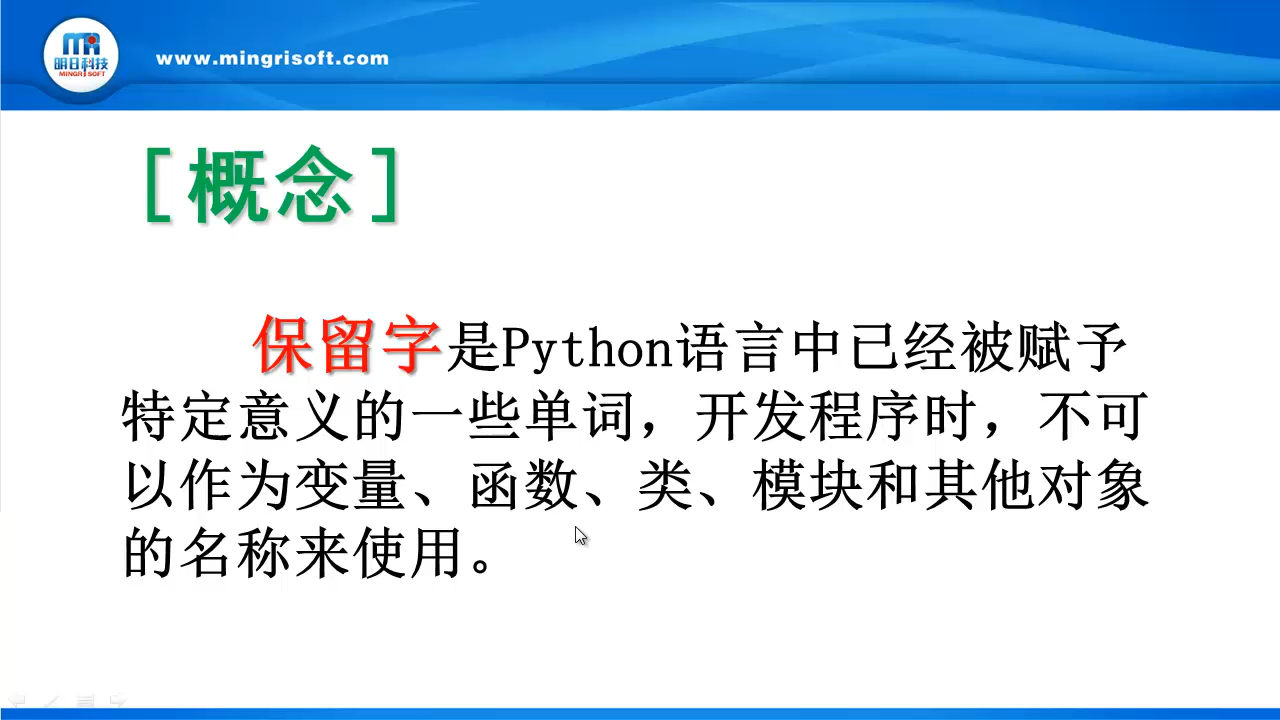 MR
明日科技
MINGRISOFT
www.mingrisoft.com
[概念]
保留字是Python语言中已经被赋予
特定意义的一些单词，开发程序时，不可
以作为变量、函数、类、模块和其他对象
的名称来使用。